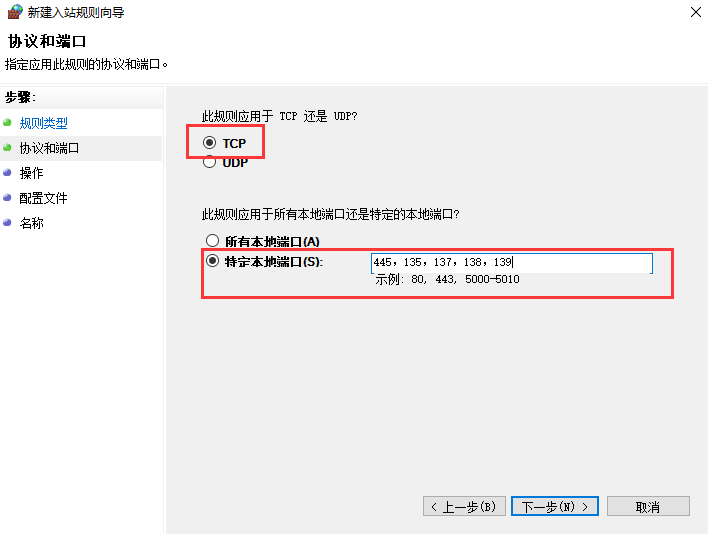 新建入站规则向导
协议和端口
指定应用此规则的协议和端口。
步骤:
规则类型
协议和端口
操作
配置文件
名称
此规则应用于 TCP 还是 UDP?
TCP
UDP
此规则应用于所有本地端口还是特定的本地端口?
所有本地端口(A)
特定本地端口(S): 445，135，137，138，139
示例: 80, 443, 5000-5010
< 上一步(B) 下一步(N) > 取消